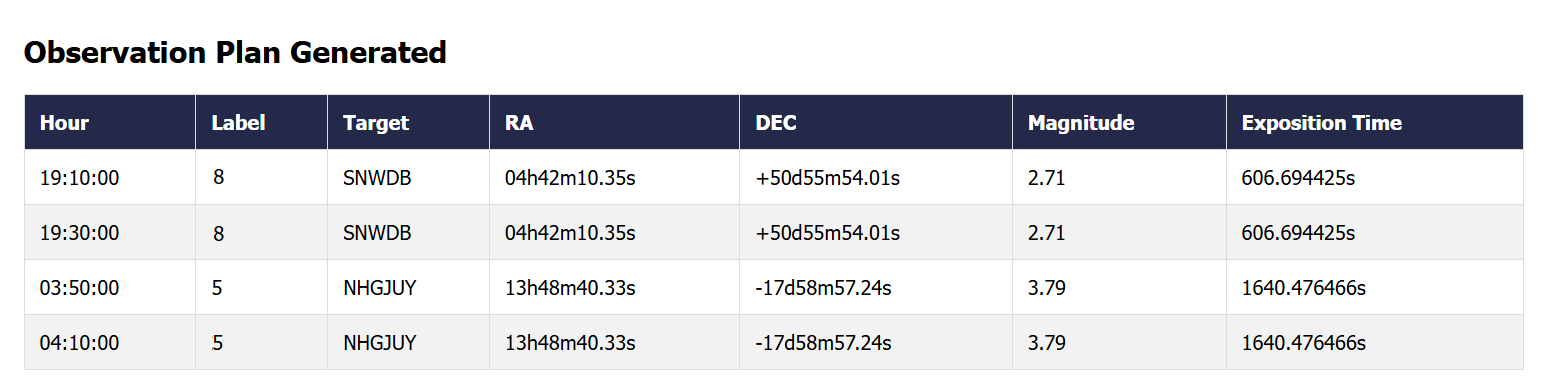 Observation Plan Generated
Hour Label Target RA DEC Magnitude Exposition Time
19:10:00 8 SNWDB 04h42m10.35s +50d55m54.01s 2.71 606.694425s
19:30:00 8 SNWDB 04h42m10.35s +50d55m54.01s 2.71 606.694425s
03:50:00 5 NHGJUY 13h48m40.33s -17d58m57.24s 3.79 1640.476466s
04:10:00 5 NHGJUY 13h48m40.33s -17d58m57.24s 3.79 1640.476466s